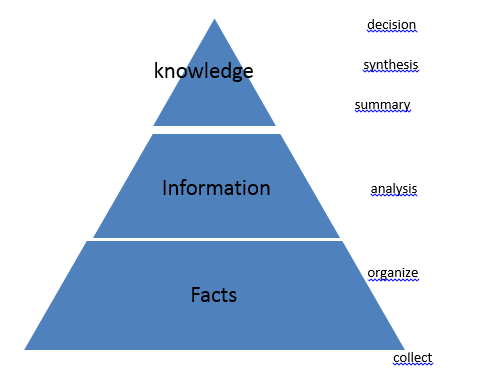 decision
synthesis
knowledge
summary
Information
analysis
organize
Facts
collect